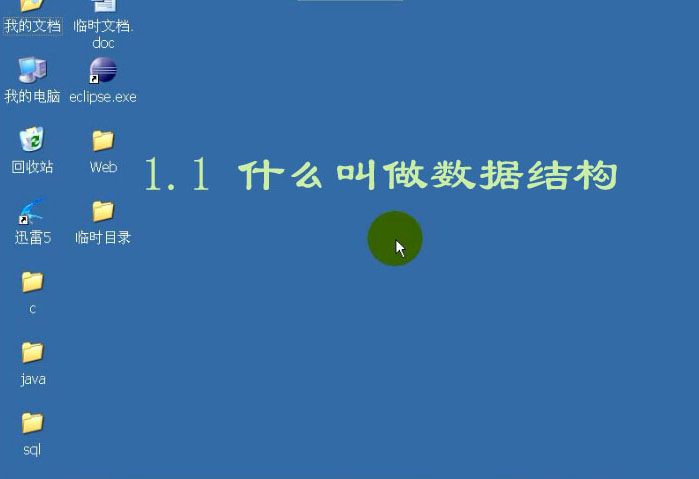 我的文档
临时文档.
doc
我的电脑
eclipse.exe
回收站
Web
1.1 什么叫做数据结构
迅雷5
临时目录
c
java
sql